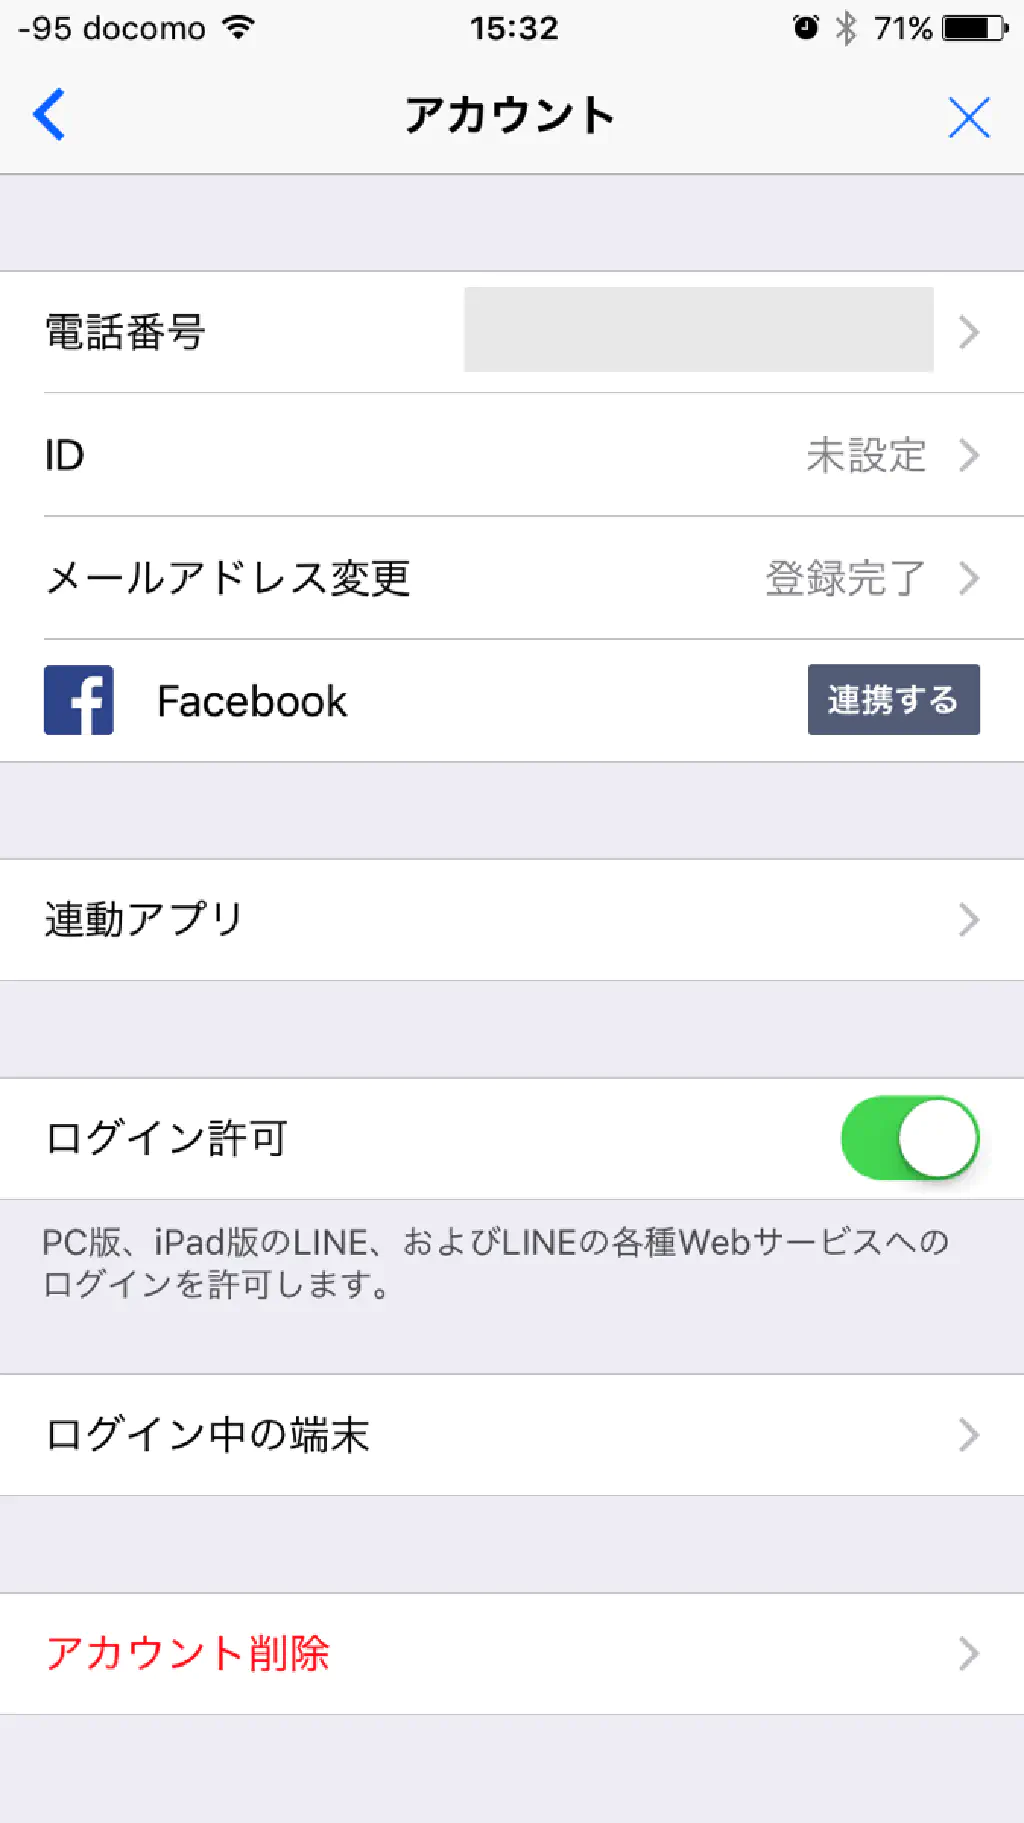 -95 docomo 15:32 71%
アカウント
電話番号
ID 未設定
メールアドレス変更 登録完了
Facebook 連携する
連動アプリ
ログイン許可
PC版、iPad版のLINE、およびLINEの各種Webサービスへの
ログインを許可します。
ログイン中の端末
アカウント削除